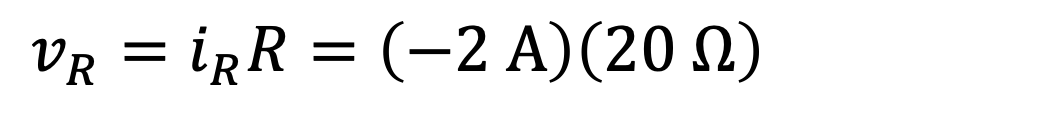 v_R = i_R R = (−2 A)(20 Ω)